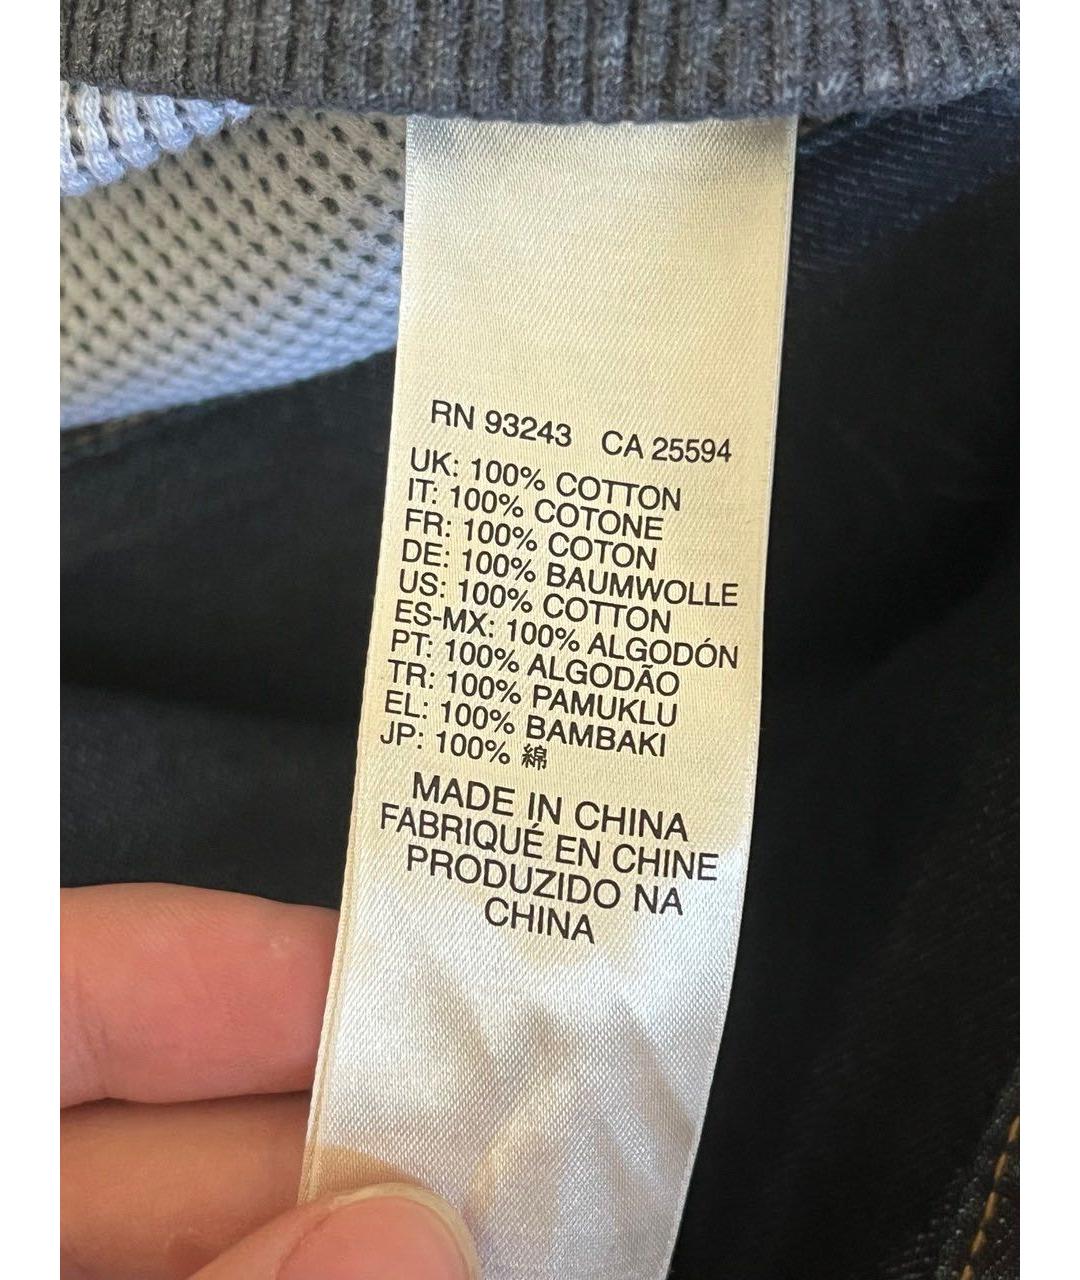 RN 93243 CA 25594
UK: 100% COTTON
IT: 100% COTONE
FR: 100% COTON
DE: 100% BAUMWOLLE
US: 100% COTTON
ES-MX: 100% ALGODÓN
PT: 100% ALGODÃO
TR: 100% PAMUKLU
EL: 100% BAMBAKI
JP: 100% 綿
MADE IN CHINA
FABRIQUÉ EN CHINE
PRODUZIDO NA
CHINA